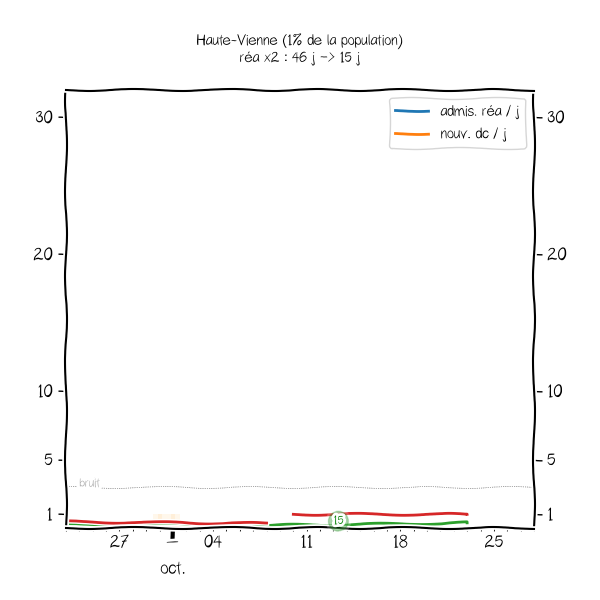 Haute-Vienne (1% de la population)
réa x2 : 46 j -> 15 j
admis. réa / j
nouv. dc / j
30
30
20
20
10
10
5
5
bruit
1
1
15
27
04
11
18
25
oct.